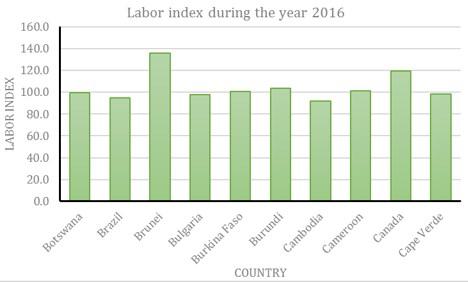 Labor index during the year 2016
160.0
140.0
120.0
100.0
80.0
60.0
40.0
20.0
0.0
LABOR INDEX
Botswana
Brazil
Brunei
Bulgaria
Burkina Faso
Burundi
Cambodia
Cameroon
Canada
Cape Verde
COUNTRY